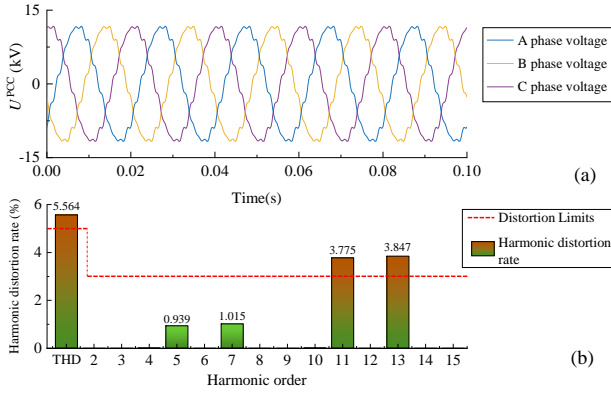 15
0
-15
U^PCC (kV)
0.00 0.02 0.04 0.06 0.08 0.10
Time(s)
A phase voltage
B phase voltage
C phase voltage
(a)
6
4
2
0
Harmonic distortion rate (%)
5.564
0.939
1.015
3.775
3.847
THD 2 3 4 5 6 7 8 9 10 11 12 13 14 15
Harmonic order
Distortion Limits
Harmonic distortion
rate
(b)